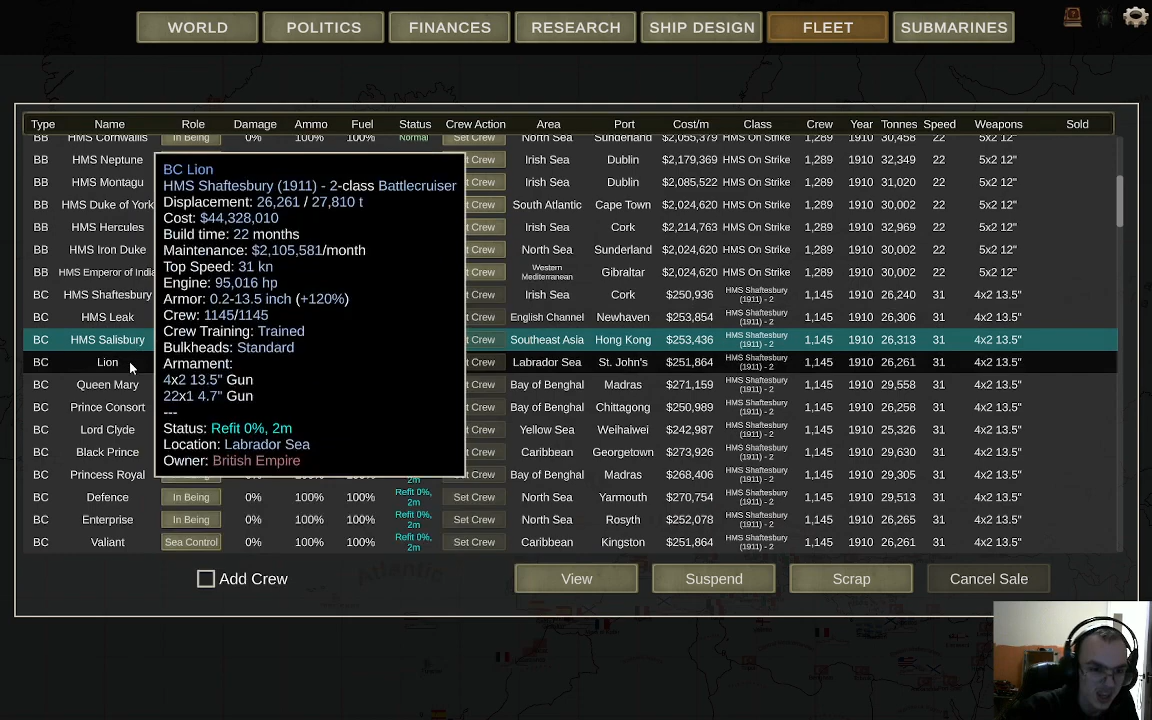 WORLD POLITICS FINANCES RESEARCH SHIP DESIGN FLEET SUBMARINES
Type Name Role Damage Ammo Fuel Status Crew Action Area Port Cost/m Class Crew Year Tonnes Speed Weapons Sold
BB HMS Cornwallis In Being 0% 100% 100% Normal North Sea Sunderland $2,055,379 HMS On Strike 1,289 1910 30,458 22 5x2 12"
BB HMS Neptune t Crew Irish Sea Dublin $2,179,369 HMS On Strike 1,289 1910 32,349 22 5x2 12"
BB HMS Montagu t Crew Irish Sea Dublin $2,085,522 HMS On Strike 1,289 1910 31,020 22 5x2 12"
BB HMS Duke of York t Crew South Atlantic Cape Town $2,024,620 HMS On Strike 1,289 1910 30,002 22 5x2 12"
BB HMS Hercules t Crew Irish Sea Cork $2,214,763 HMS On Strike 1,289 1910 32,969 22 5x2 12"
BB HMS Iron Duke t Crew North Sea Sunderland $2,024,620 HMS On Strike 1,289 1910 30,002 22 5x2 12"
BB HMS Emperor of India t Crew Western Mediterranean Gibraltar $2,024,620 HMS On Strike 1,289 1910 30,002 22 5x2 12"
BC HMS Shaftesbury t Crew Irish Sea Cork $250,936 HMS Shaftesbury (1911) - 2 1,145 1910 26,240 31 4x2 13.5"
BC HMS Leak t Crew English Channel Newhaven $253,854 HMS Shaftesbury (1911) - 2 1,145 1910 26,306 31 4x2 13.5"
BC HMS Salisbury t Crew Southeast Asia Hong Kong $253,436 HMS Shaftesbury (1911) - 2 1,145 1910 26,313 31 4x2 13.5"
BC Lion t Crew Labrador Sea St. John's $251,864 HMS Shaftesbury (1911) - 2 1,145 1910 26,261 31 4x2 13.5"
BC Queen Mary t Crew Bay of Benghal Madras $271,159 HMS Shaftesbury (1911) - 2 1,145 1910 29,558 31 4x2 13.5"
BC Prince Consort t Crew Bay of Benghal Chittagong $250,989 HMS Shaftesbury (1911) - 2 1,145 1910 26,258 31 4x2 13.5"
BC Lord Clyde t Crew Yellow Sea Weihaiwei $242,987 HMS Shaftesbury (1911) - 2 1,145 1910 25,326 31 4x2 13.5"
BC Black Prince t Crew Caribbean Georgetown $273,926 HMS Shaftesbury (1911) - 2 1,145 1910 29,630 31 4x2 13.5"
BC Princess Royal 2m t Crew Bay of Benghal Madras $268,406 HMS Shaftesbury (1911) - 2 1,145 1910 29,305 31 4x2 13.5"
BC Defence In Being 0% 100% 100% Refit 0%, 2m Set Crew North Sea Yarmouth $270,754 HMS Shaftesbury (1911) - 2 1,145 1910 29,513 31 4x2 13.5"
BC Enterprise In Being 0% 100% 100% Refit 0%, 2m Set Crew North Sea Rosyth $252,078 HMS Shaftesbury (1911) - 2 1,145 1910 26,265 31 4x2 13.5"
BC Valiant Sea Control 0% 100% 100% Refit 0%, 2m Set Crew Caribbean Kingston $251,864 HMS Shaftesbury (1911) - 2 1,145 1910 26,261 31 4x2 13.5"
BC Lion
HMS Shaftesbury (1911) - 2-class Battlecruiser
Displacement: 26,261 / 27,810 t
Cost: $44,328,010
Build time: 22 months
Maintenance: $2,105,581/month
Top Speed: 31 kn
Engine: 95,016 hp
Armor: 0.2-13.5 inch (+120%)
Crew: 1145/1145
Crew Training: Trained
Bulkheads: Standard
Armament:
4x2 13.5" Gun
22x1 4.7" Gun
---
Status: Refit 0%, 2m
Location: Labrador Sea
Owner: British Empire
Add Crew View Suspend Scrap Cancel Sale
Atlantic